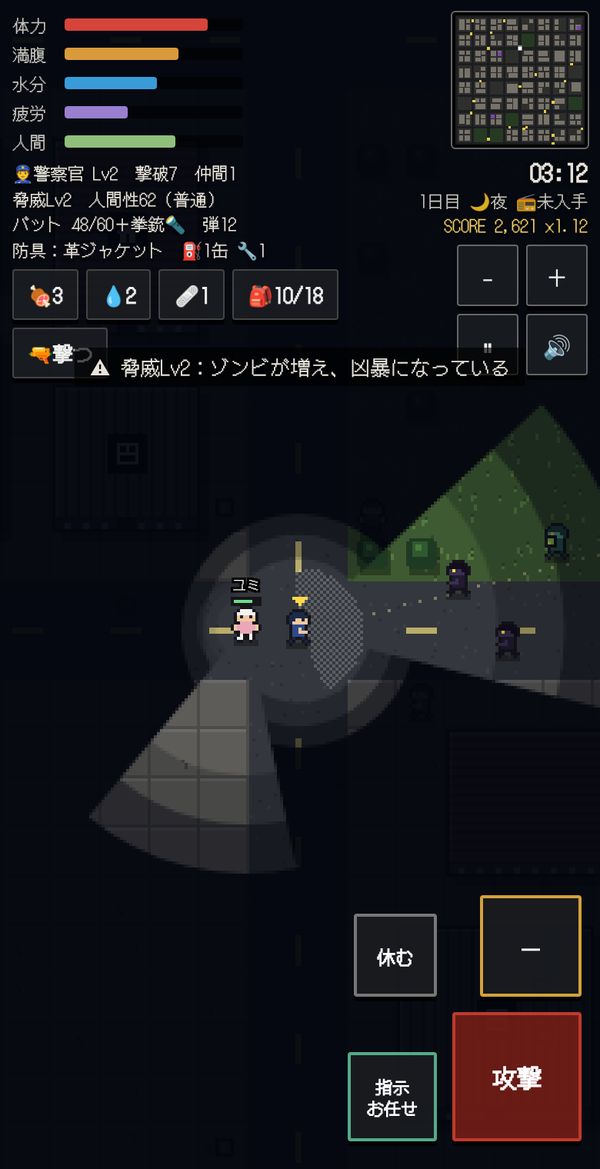 体力
満腹
水分
疲労
人間
警察官 Lv2 撃破7 仲間1
脅威Lv2 人間性62（普通）
バット 48/60＋拳銃 弾12
防具：革ジャケット 1缶 1
3 2 1 10/18
03:12
1日目 夜 未入手
SCORE 2,621 x1.12
- +
撃つ
⚠ 脅威Lv2：ゾンビが増え、凶暴になっている
ユミ
休む
—
指示
お任せ
攻撃